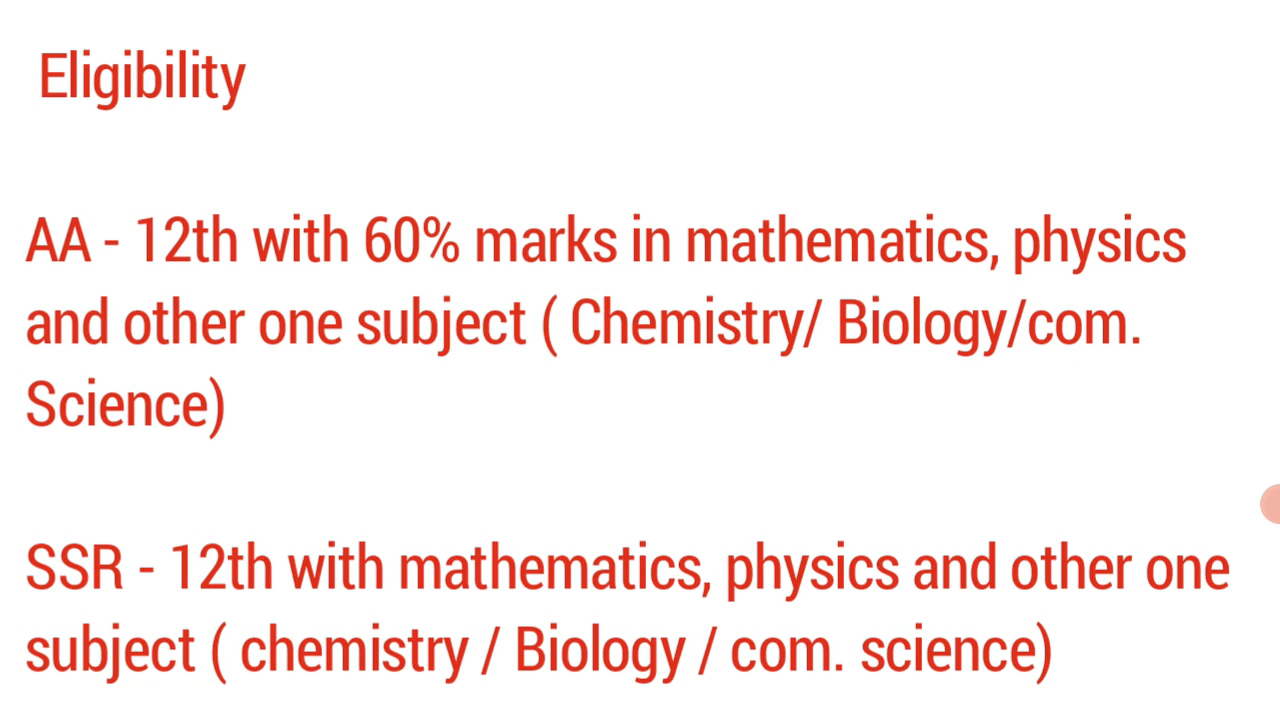 Eligibility
AA - 12th with 60% marks in mathematics, physics
and other one subject ( Chemistry/ Biology/com.
Science)
SSR - 12th with mathematics, physics and other one
subject ( chemistry / Biology / com. science)